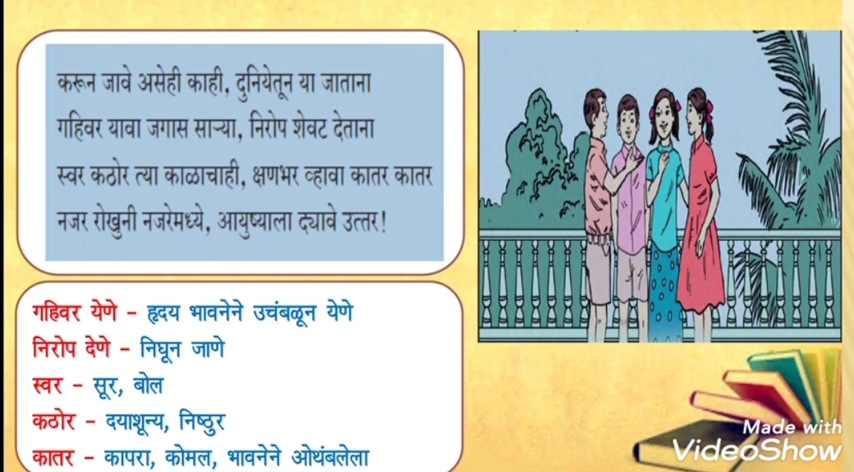 करून जावे असेही काही, दुनियेतून या जाताना
गहिवर यावा जगास साऱ्या, निरोप शेवट देताना
स्वर कठोर त्या काळाचाही, क्षणभर व्हावा कातर कातर
नजर रोखुनी नजरेमध्ये, आयुष्याला द्यावे उत्तर!
गहिवर येणे - हृदय भावनेने उचंबळून येणे
निरोप देणे - निघून जाणे
स्वर - सूर, बोल
कठोर - दयाशून्य, निष्ठुर
कातर - कापरा, कोमल, भावनेने ओथंबलेला
Made with
VideoShow